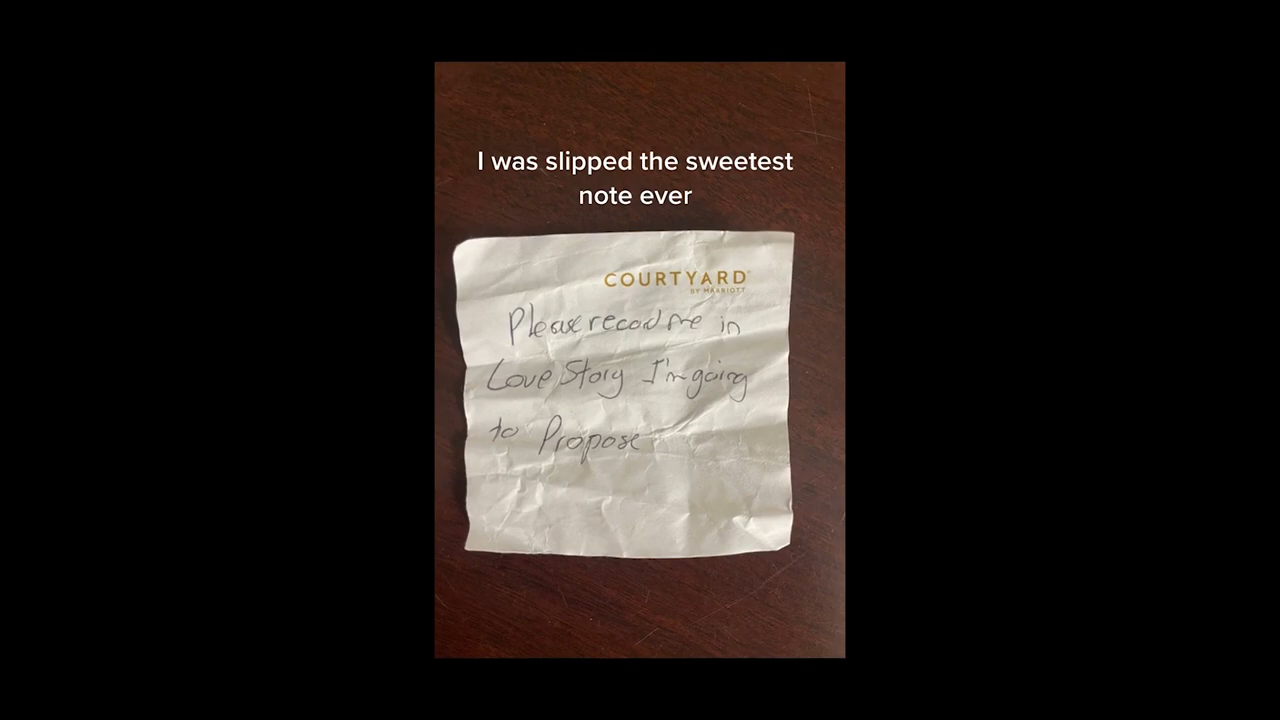 I was slipped the sweetest
note ever
COURTYARD
BY MARRIOTT
Please record me in
Love Story I'm going
to Propose